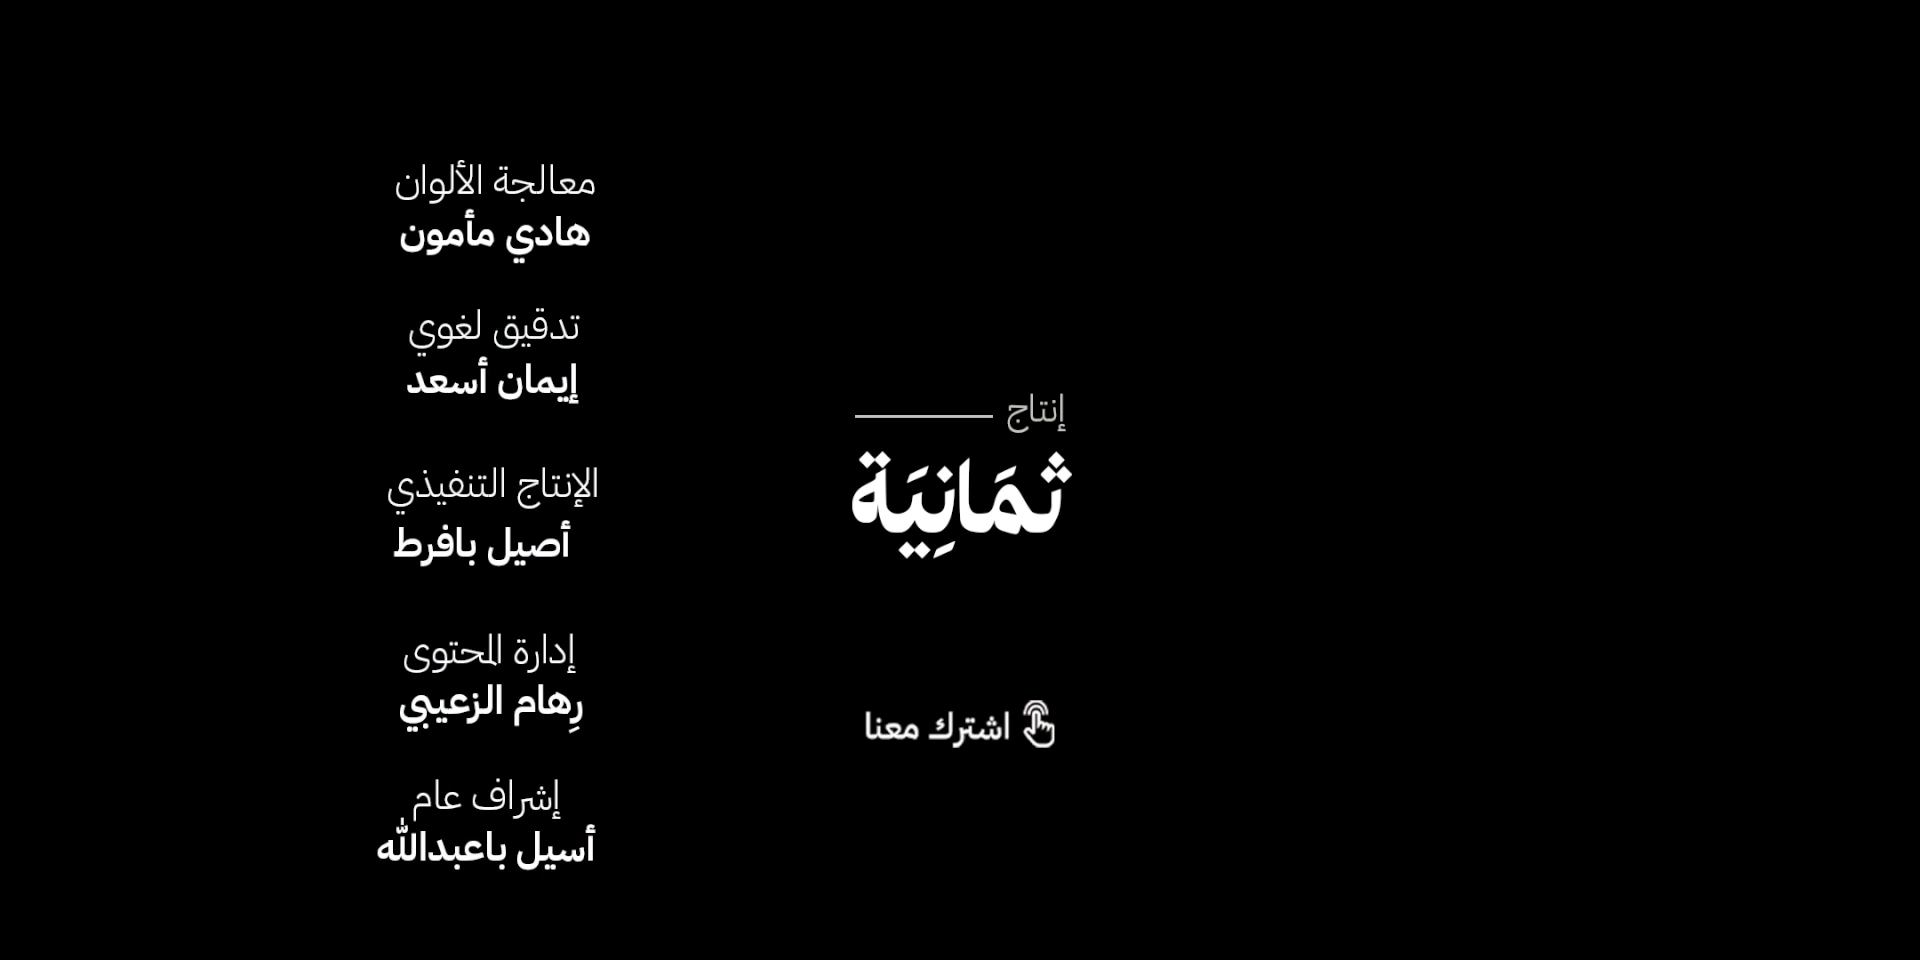 إنتاج
ثمَانِيَة
اشترك معنا
معالجة الألوان
هادي مأمون
تدقيق لغوي
إيمان أسعد
الإنتاج التنفيذي
أصيل بافرط
إدارة المحتوى
رِهام الزعيبي
إشراف عام
أسيل باعبدالله